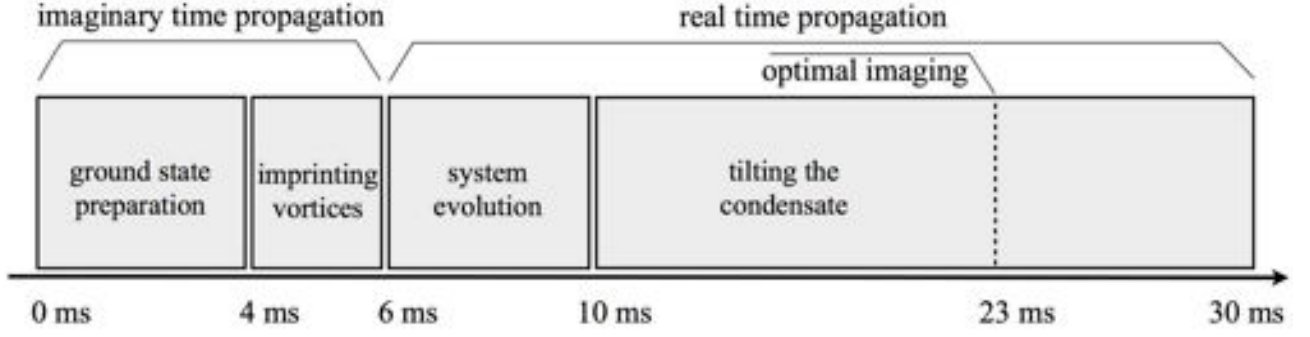 imaginary time propagation
real time propagation
optimal imaging
ground state
preparation
imprinting
vortices
system
evolution
tilting the
condensate
0 ms
4 ms
6 ms
10 ms
23 ms
30 ms